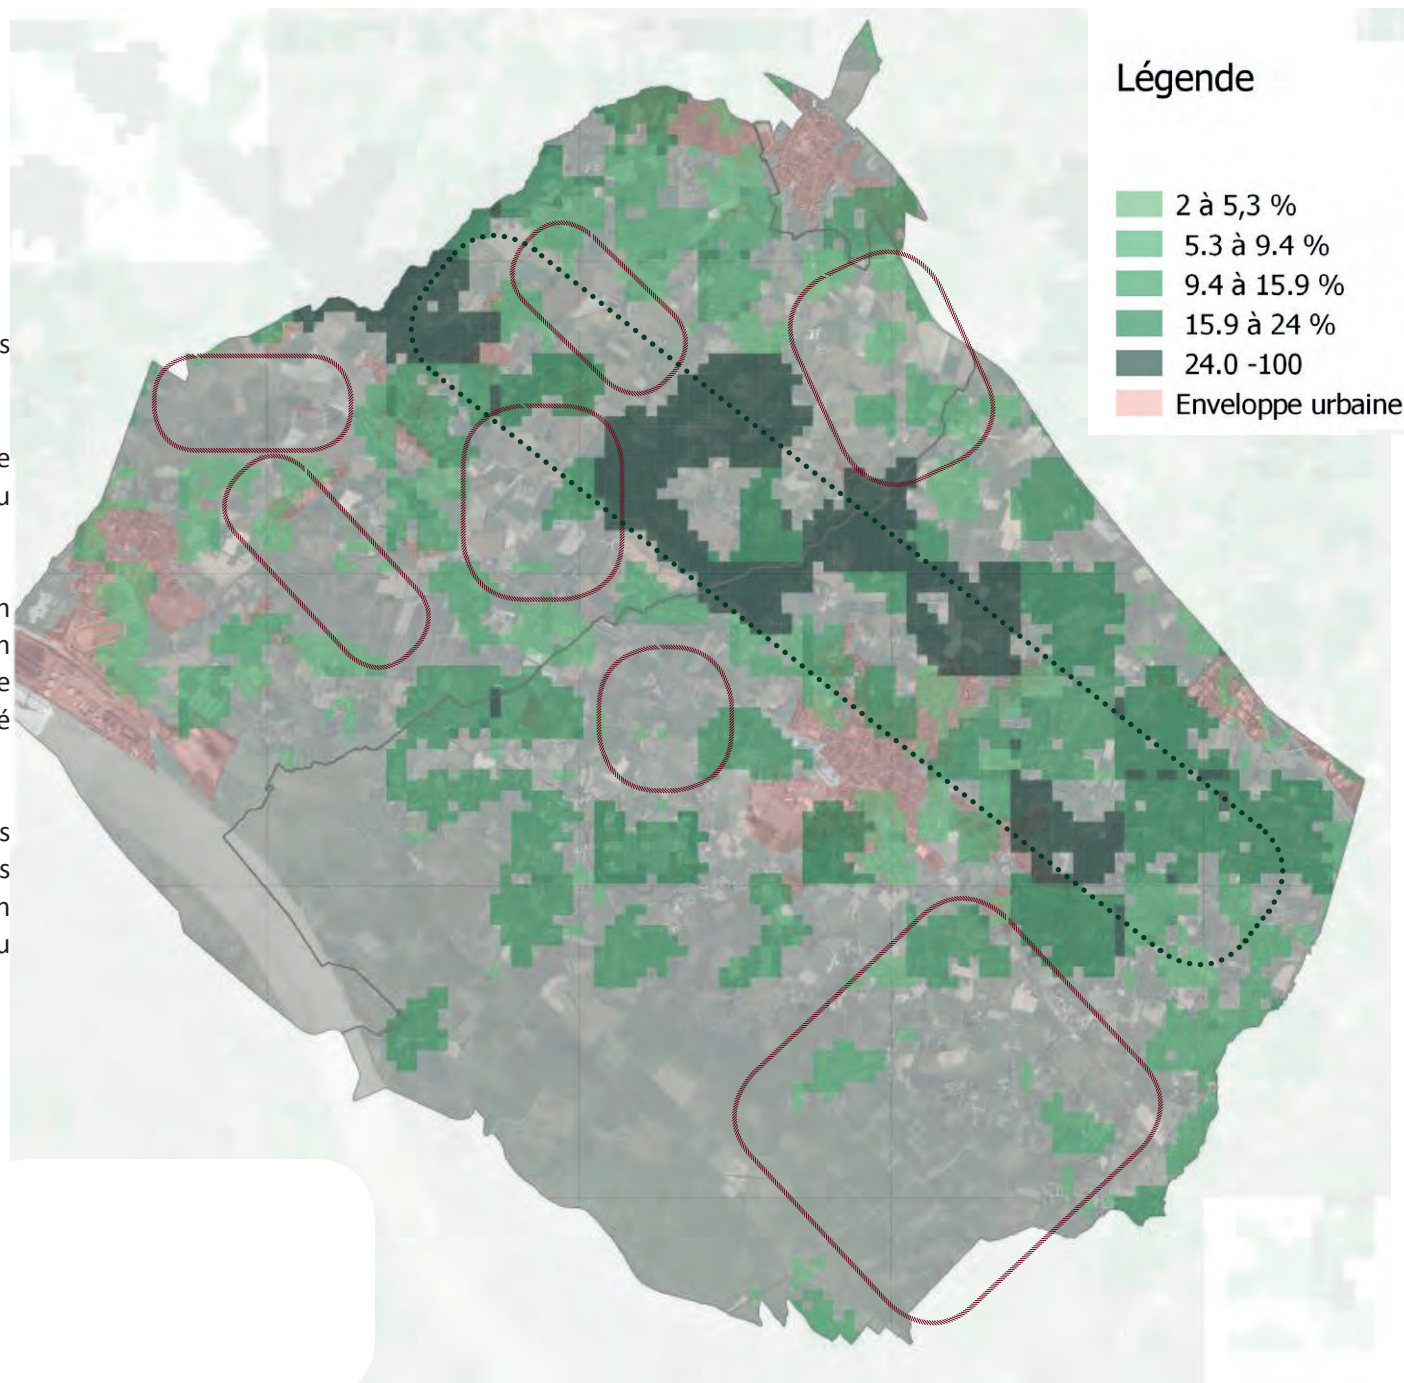 Légende
2 à 5,3 %
5.3 à 9.4 %
9.4 à 15.9 %
15.9 à 24 %
24.0 -100
Enveloppe urbaine
s
e
u
n
n
e
é
s
s
n
u